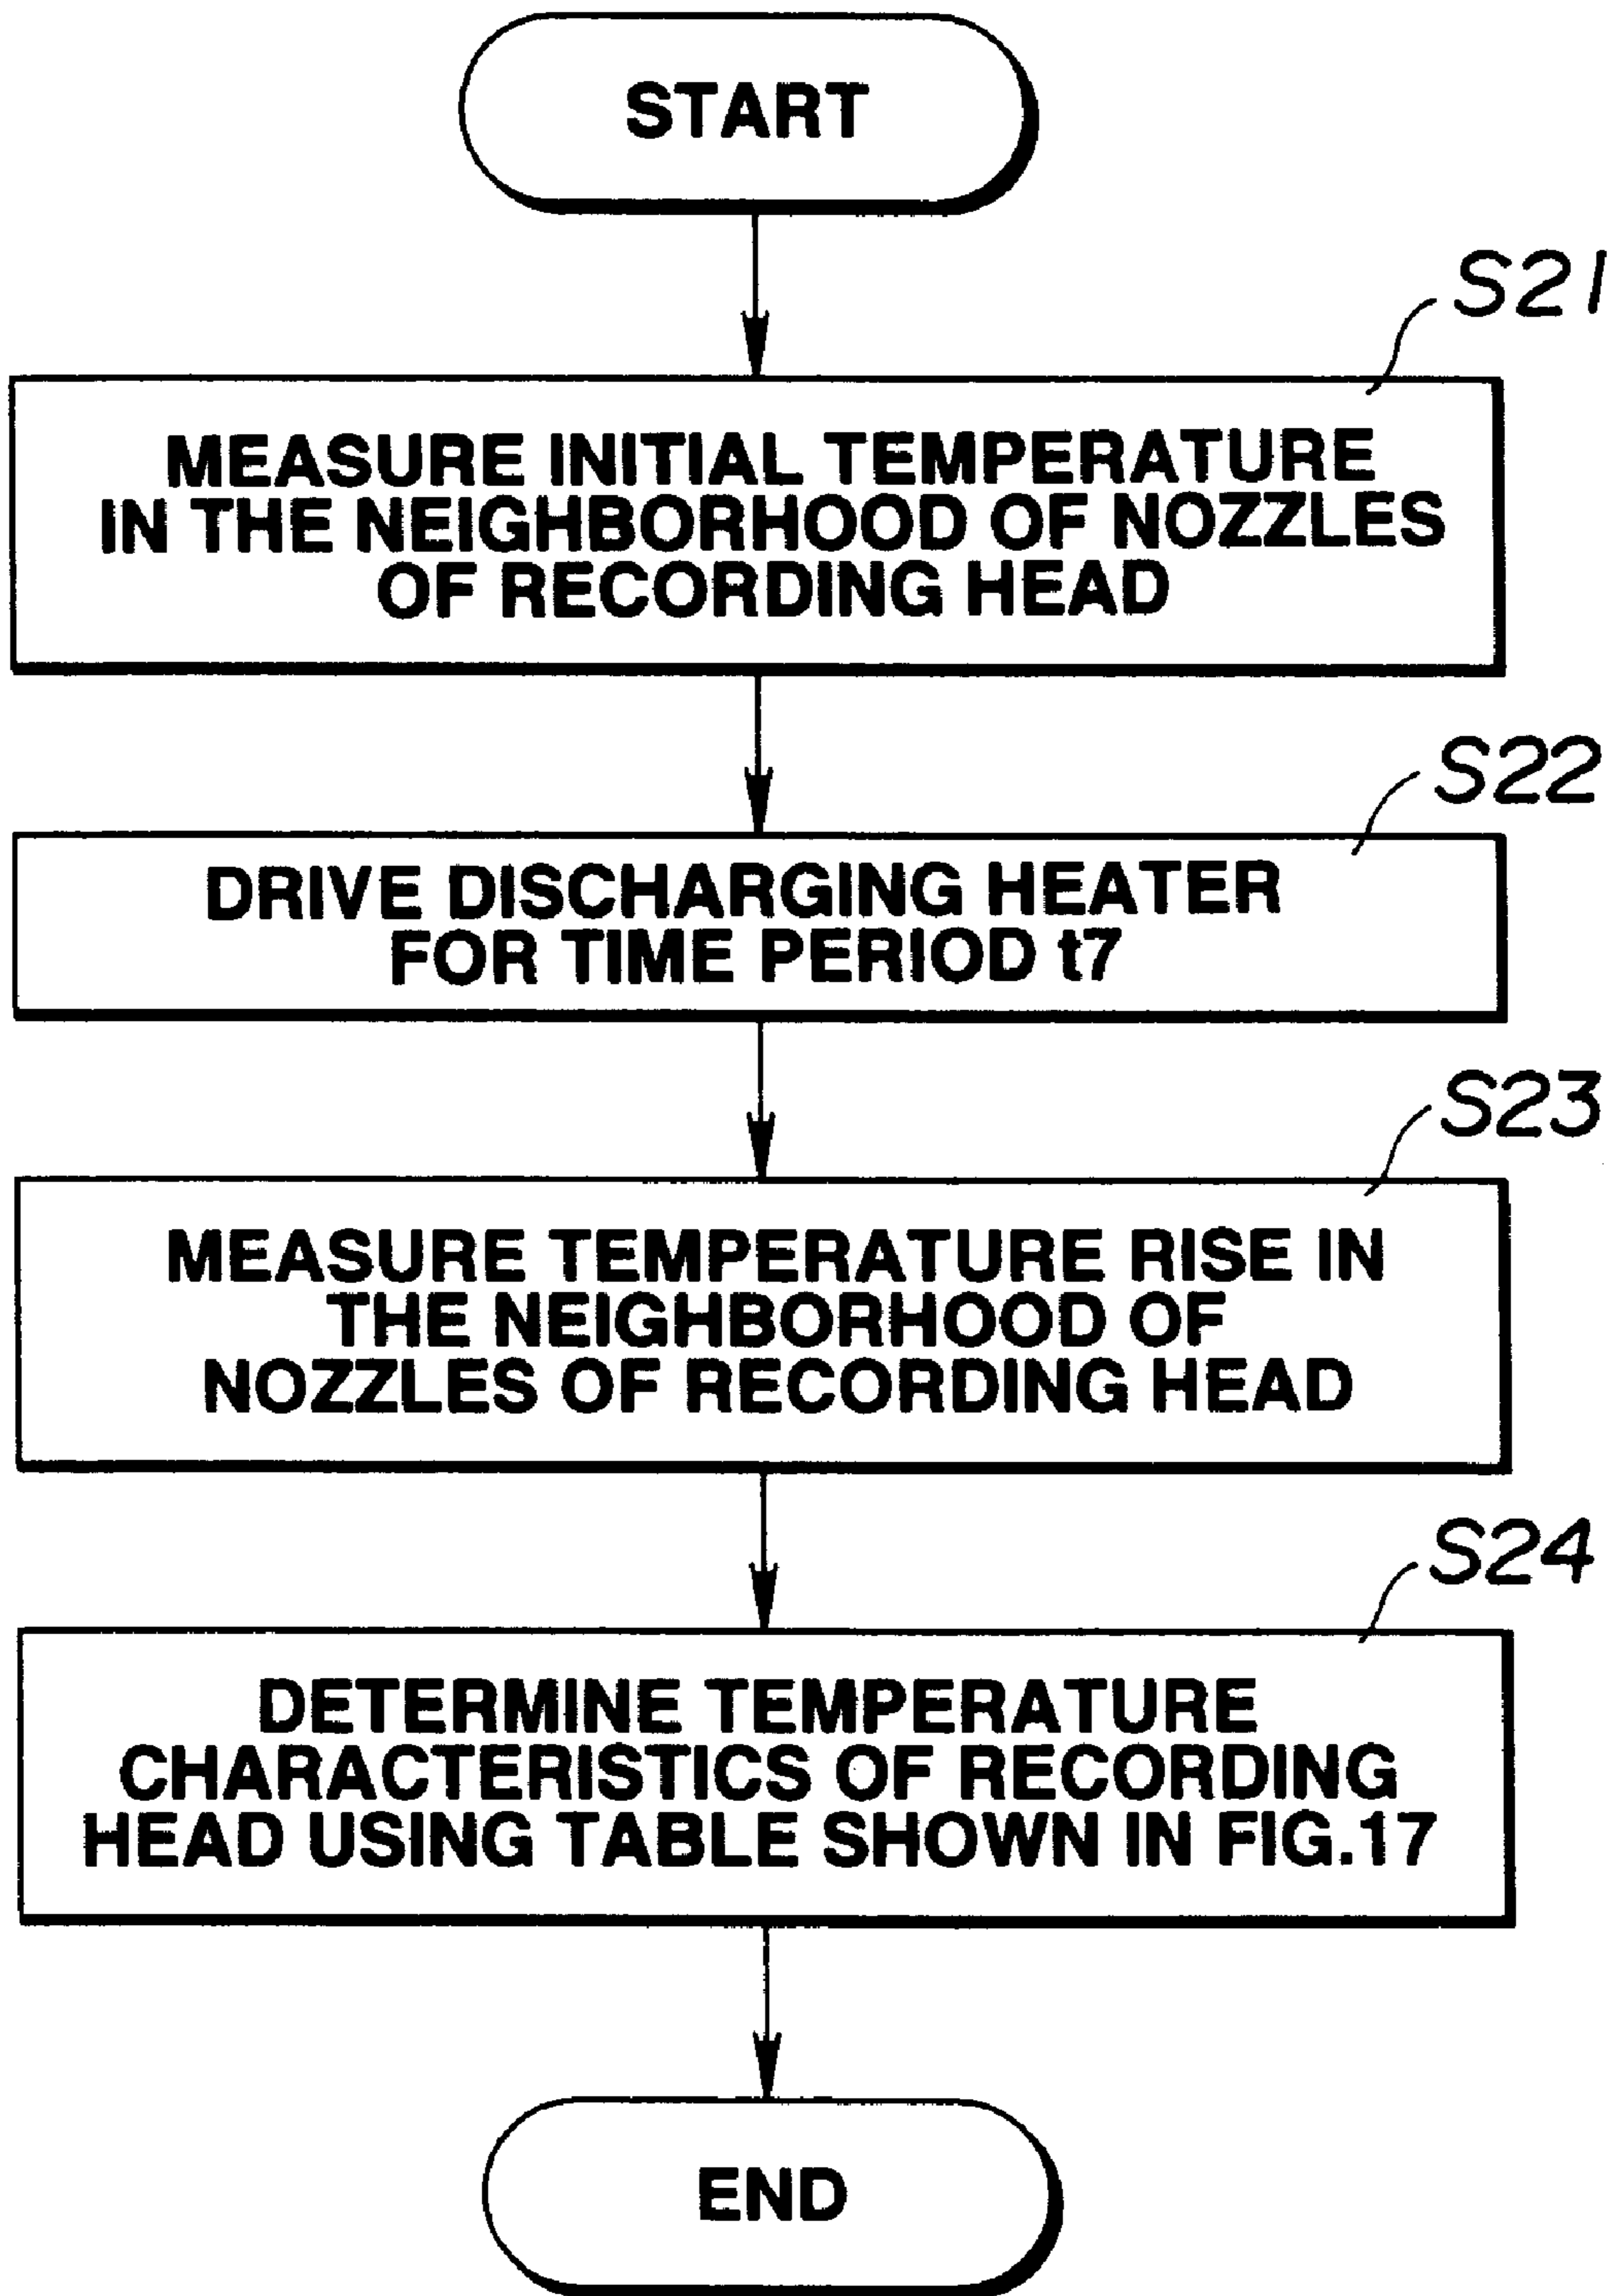 START
S21
MEASURE INITIAL TEMPERATURE
IN THE NEIGHBORHOOD OF NOZZLES
OF RECORDING HEAD
S22
DRIVE DISCHARGING HEATER
FOR TIME PERIOD t7
S23
MEASURE TEMPERATURE RISE IN
THE NEIGHBORHOOD OF
NOZZLES OF RECORDING HEAD
S24
DETERMINE TEMPERATURE
CHARACTERISTICS OF RECORDING
HEAD USING TABLE SHOWN IN FIG.17
END